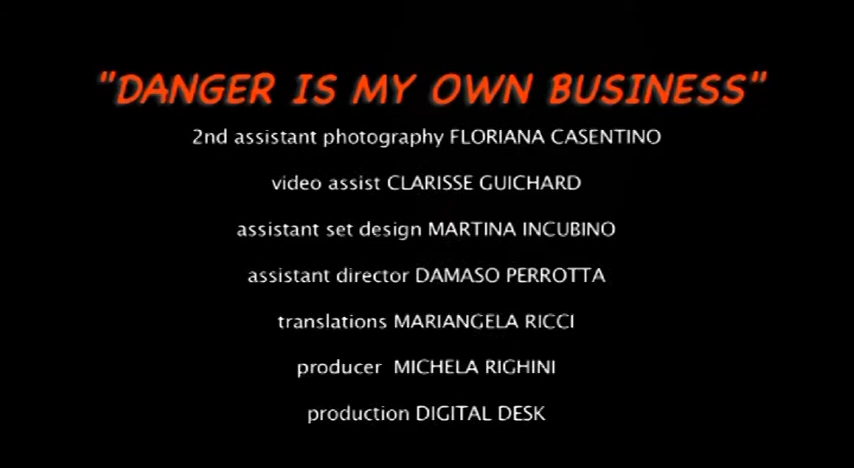 "DANGER IS MY OWN BUSINESS"
2nd assistant photography FLORIANA CASENTINO
video assist CLARISSE GUICHARD
assistant set design MARTINA INCUBINO
assistant director DAMASO PERROTTA
translations MARIANGELA RICCI
producer MICHELA RIGHINI
production DIGITAL DESK